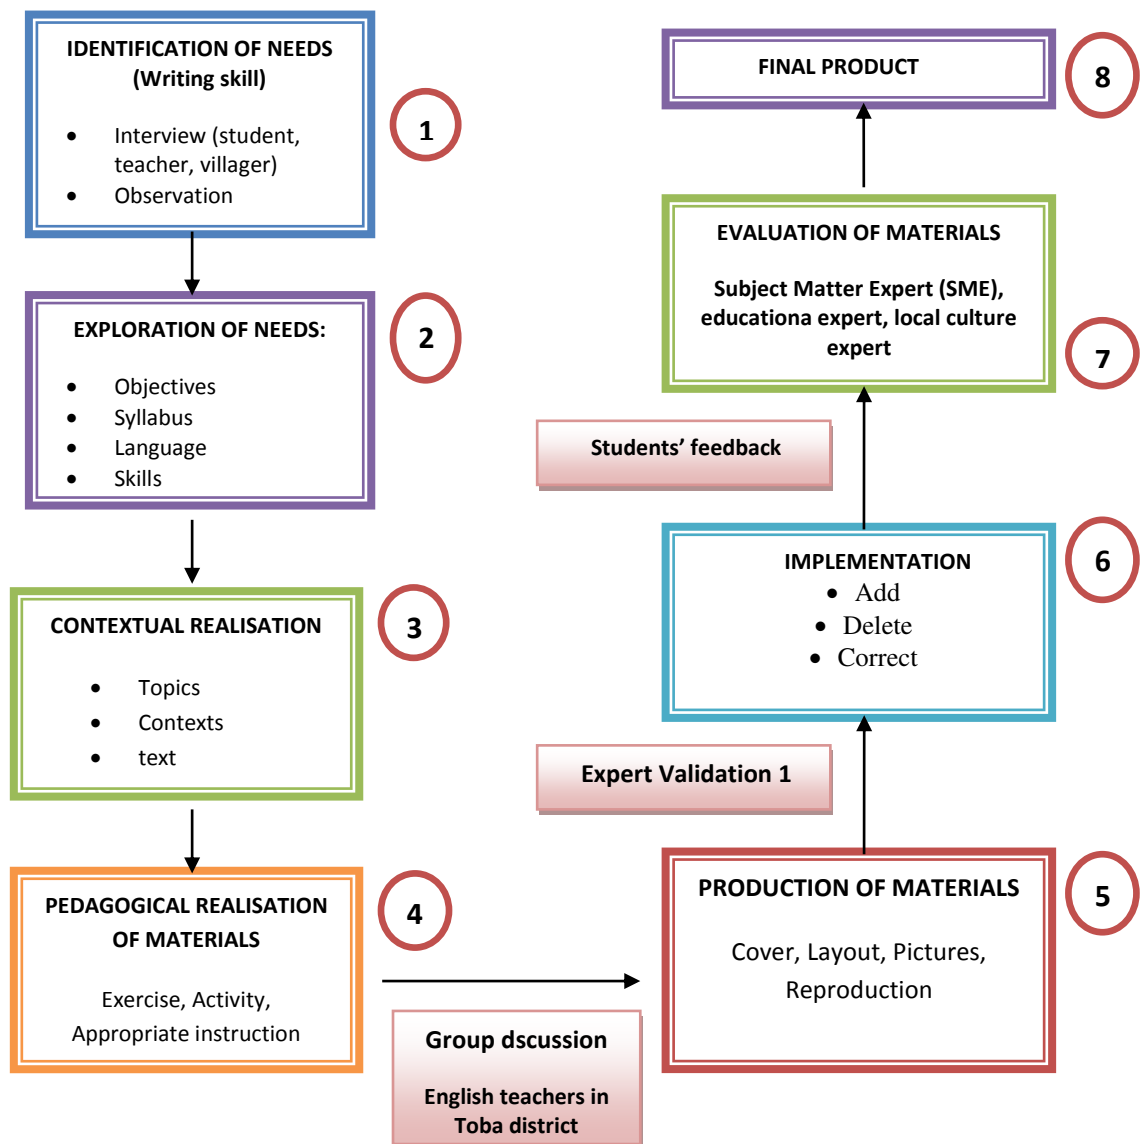 IDENTIFICATION OF NEEDS
(Writing skill)
• Interview (student,
teacher, villager)
• Observation
1
EXPLORATION OF NEEDS:
• Objectives
• Syllabus
• Language
• Skills
2
CONTEXTUAL REALISATION
• Topics
• Contexts
• text
3
PEDAGOGICAL REALISATION
OF MATERIALS
Exercise, Activity,
Appropriate instruction
4
Group dscussion
English teachers in
Toba district
PRODUCTION OF MATERIALS
Cover, Layout, Pictures,
Reproduction
5
Expert Validation 1
IMPLEMENTATION
• Add
• Delete
• Correct
6
Students’ feedback
EVALUATION OF MATERIALS
Subject Matter Expert (SME),
educationa expert, local culture
expert
7
FINAL PRODUCT
8